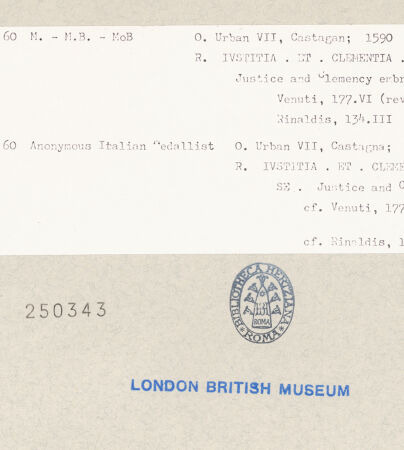 60 M. - M.B. - MoB O. Urban VII, Castagan; 1590
R. IVSTITIA . ET . CLEMENTIA .
Justice and Clemency
Venuti, 177.VI (rev
Rinaldis, 134.III
60 Anonymous Italian Medallist O. Urban VII, Castagna;
R. IVSTITIA . ET .
SE . Justice and
cf. Venuti, 177
cf. Rinaldis, 1
250343
BIBLIOTHECA HERTZIANA
ROMA
ROMA
LONDON BRITISH MUSEUM